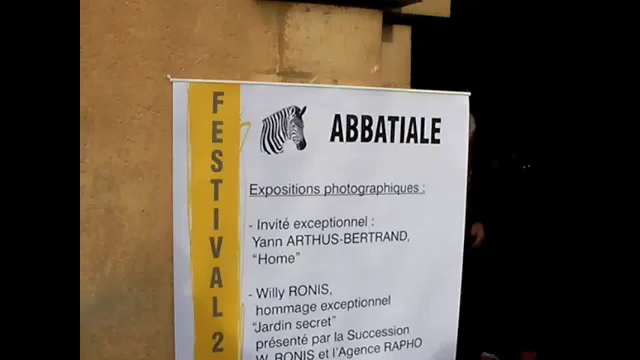 FESTIVAL 2
ABBATIALE
Expositions photographiques :
- Invité exceptionnel :
Yann ARTHUS-BERTRAND,
"Home"
- Willy RONIS,
hommage exceptionnel
"Jardin secret"
présenté par la Succession
W. RONIS et l'Agence RAPHO